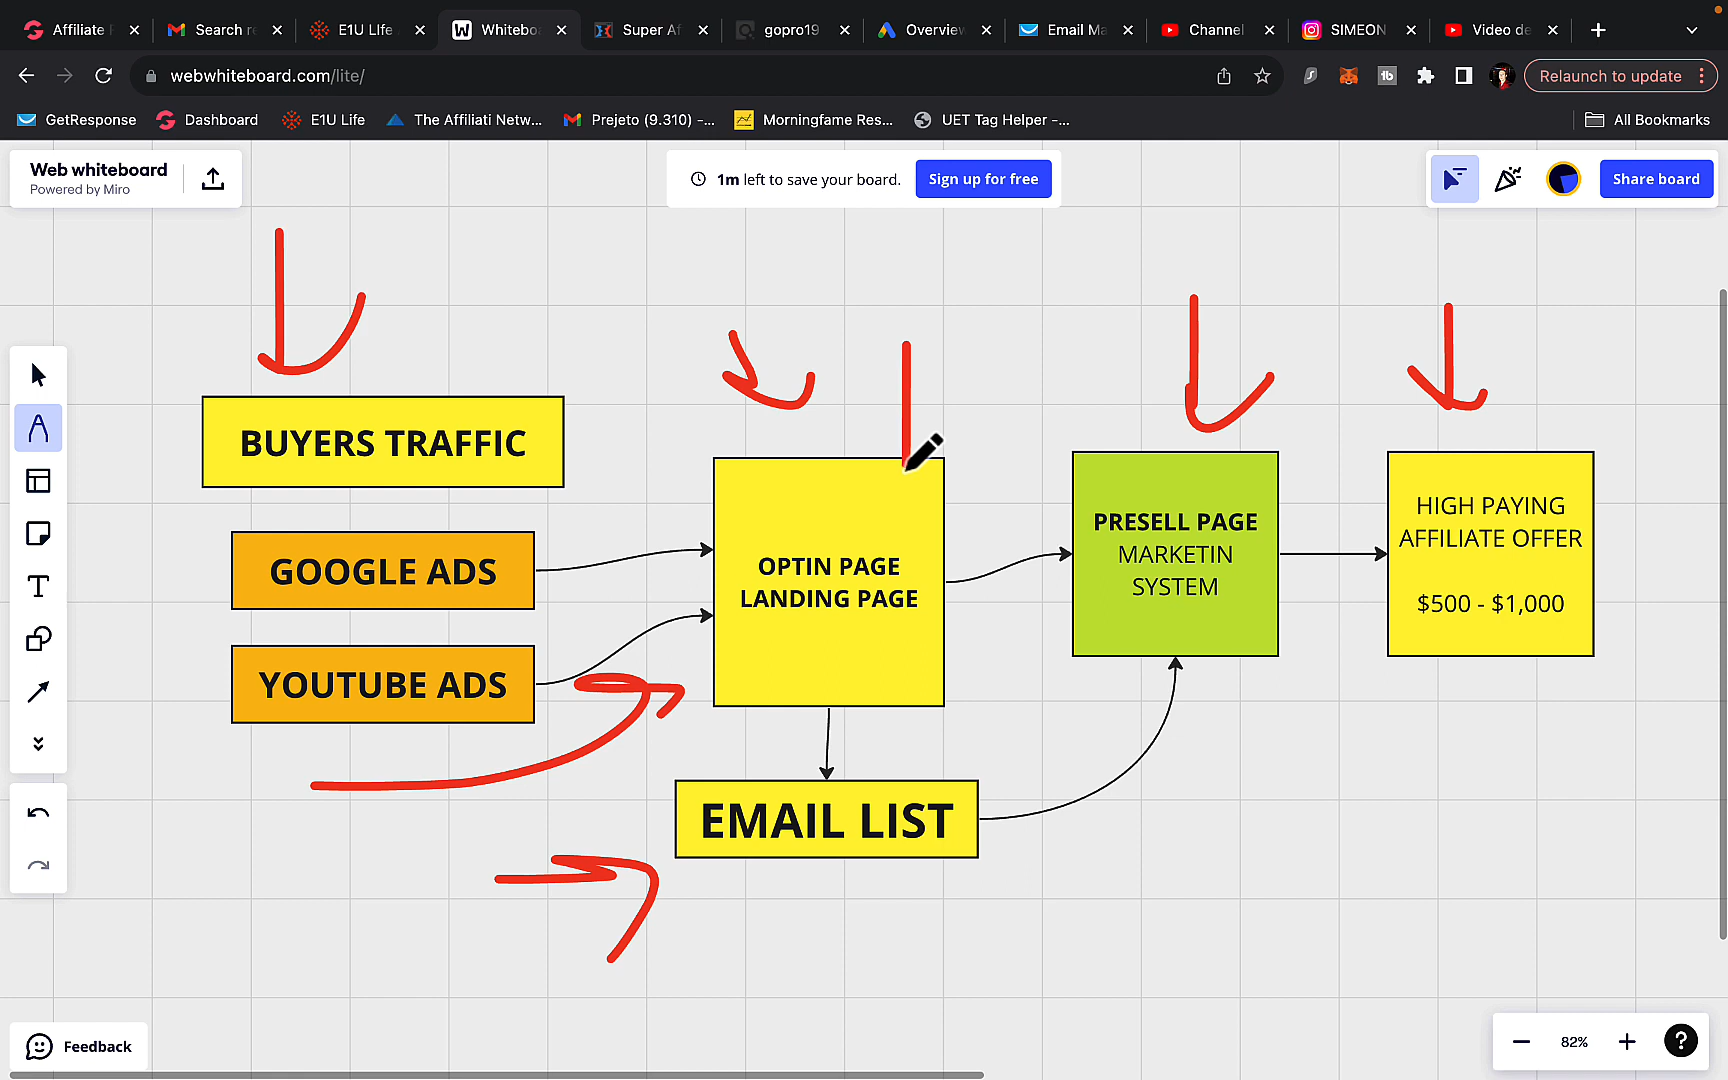 Affiliate
Search re
E1U LIfe
Whitebo
Super Af
gopro19
Overview
Email Ma
Channel
SIMEON
Video de
webwhiteboard.com/lite/
Relaunch to update
GetResponse
Dashboard
E1U Life
The Affiliati Netw...
Prejeto (9.310) -...
Morningfame Res...
UET Tag Helper -...
All Bookmarks
Web whiteboard
Powered by Miro
1m left to save your board.
Sign up for free
Share board
BUYERS TRAFFIC
GOOGLE ADS
YOUTUBE ADS
OPTIN PAGE
LANDING PAGE
EMAIL LIST
PRESELL PAGE
MARKETIN
SYSTEM
HIGH PAYING
AFFILIATE OFFER
$500 - $1,000
Feedback
82%